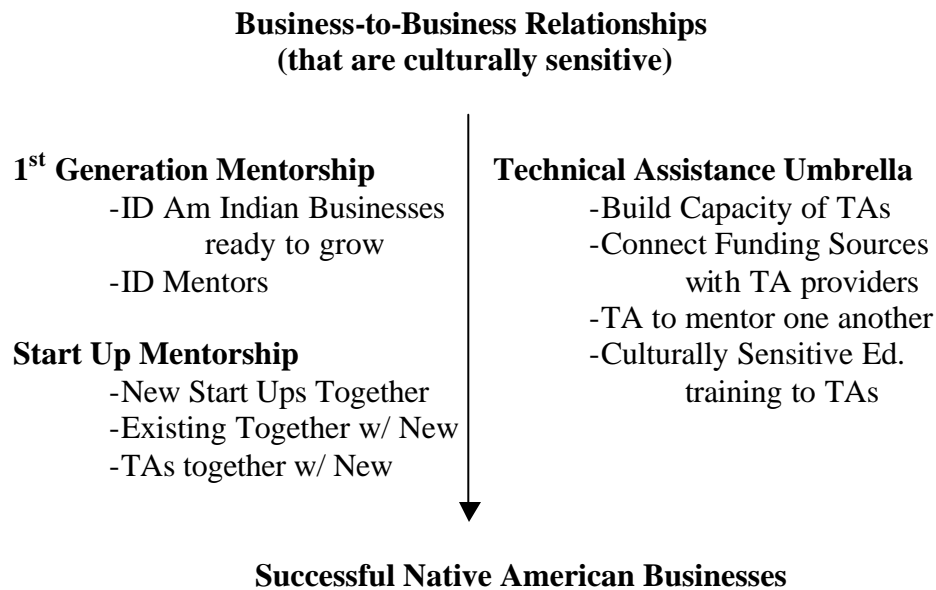 Business-to-Business Relationships
(that are culturally sensitive)
1st Generation Mentorship
-ID Am Indian Businesses
ready to grow
-ID Mentors
Start Up Mentorship
-New Start Ups Together
-Existing Together w/ New
-TAs together w/ New
Technical Assistance Umbrella
-Build Capacity of TAs
-Connect Funding Sources
with TA providers
-TA to mentor one another
-Culturally Sensitive Ed.
training to TAs
Successful Native American Businesses